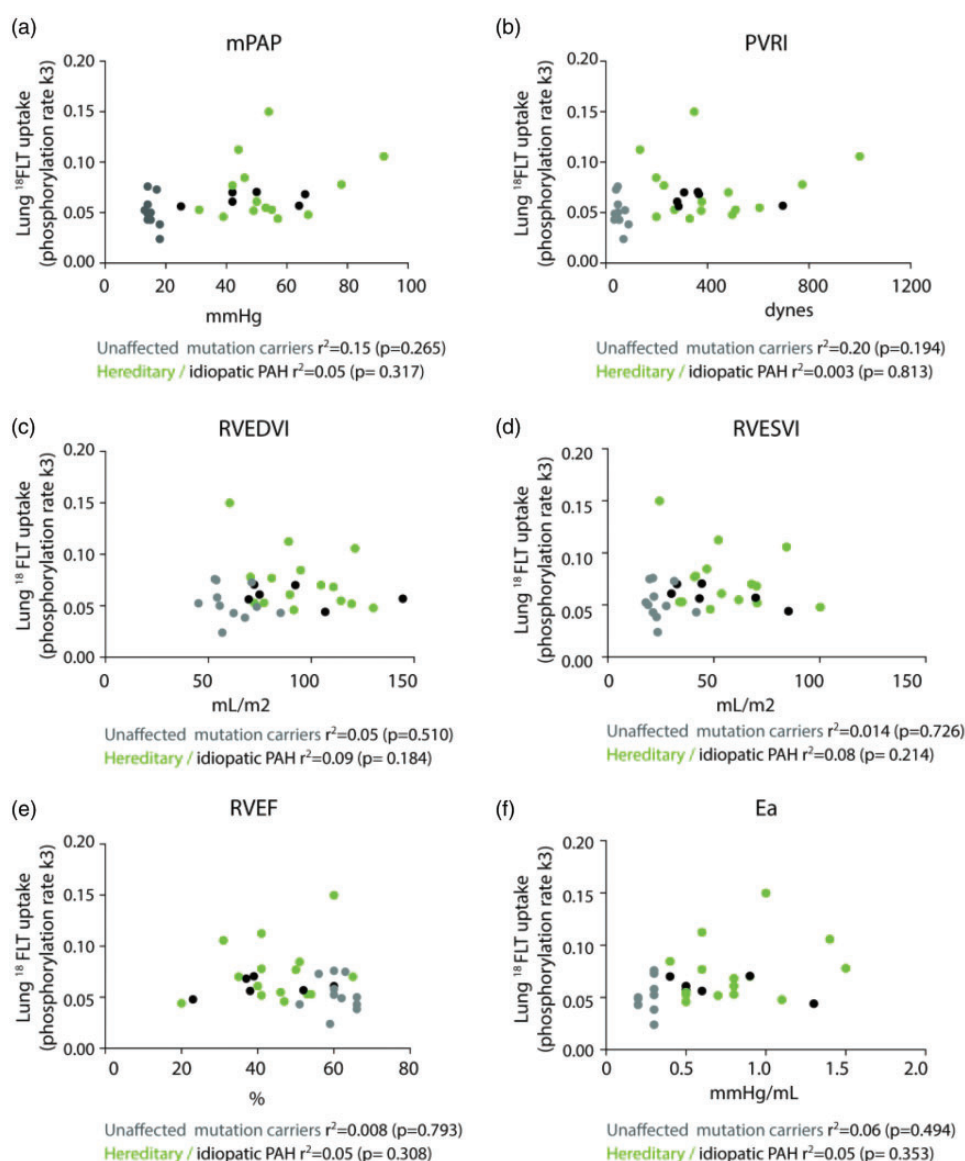 (a)
mPAP
Lung ¹⁸FLT uptake
(phosphorylation rate k3)
0.20
0.15
0.10
0.05
0.00
0 20 40 60 80 100
mmHg
Unaffected mutation carriers r²=0.15 (p=0.265)
Hereditary / idiopatic PAH r²=0.05 (p= 0.317)
(b)
PVRI
Lung ¹⁸FLT uptake
(phosphorylation rate k3)
0.20
0.15
0.10
0.05
0.00
0 400 800 1200
dynes
Unaffected mutation carriers r²=0.20 (p=0.194)
Hereditary / idiopatic PAH r²=0.003 (p= 0.813)
(c)
RVEDVI
Lung ¹⁸ FLT uptake
(phosphorylation rate k3)
0.20
0.15
0.10
0.05
0.00
0 50 100 150
mL/m2
Unaffected mutation carriers r²=0.05 (p=0.510)
Hereditary / idiopatic PAH r²=0.09 (p= 0.184)
(d)
RVESVI
Lung ¹⁸ FLT uptake
(phosphorylation rate k3)
0.20
0.15
0.10
0.05
0.00
0 50 100 150
mL/m2
Unaffected mutation carriers r²=0.014 (p=0.726)
Hereditary / idiopatic PAH r²=0.08 (p= 0.214)
(e)
RVEF
Lung ¹⁸ FLT uptake
(phosphorylation rate k3)
0.20
0.15
0.10
0.05
0.00
0 20 40 60 80
%
Unaffected mutation carriers r²=0.008 (p=0.793)
Hereditary / idiopatic PAH r²=0.05 (p= 0.308)
(f)
Ea
Lung ¹⁸ FLT uptake
(phosphorylation rate k3)
0.20
0.15
0.10
0.05
0.00
0 0.5 1.0 1.5 2.0
mmHg/mL
Unaffected mutation carriers r²=0.06 (p=0.494)
Hereditary / idiopatic PAH r²=0.05 (p= 0.353)